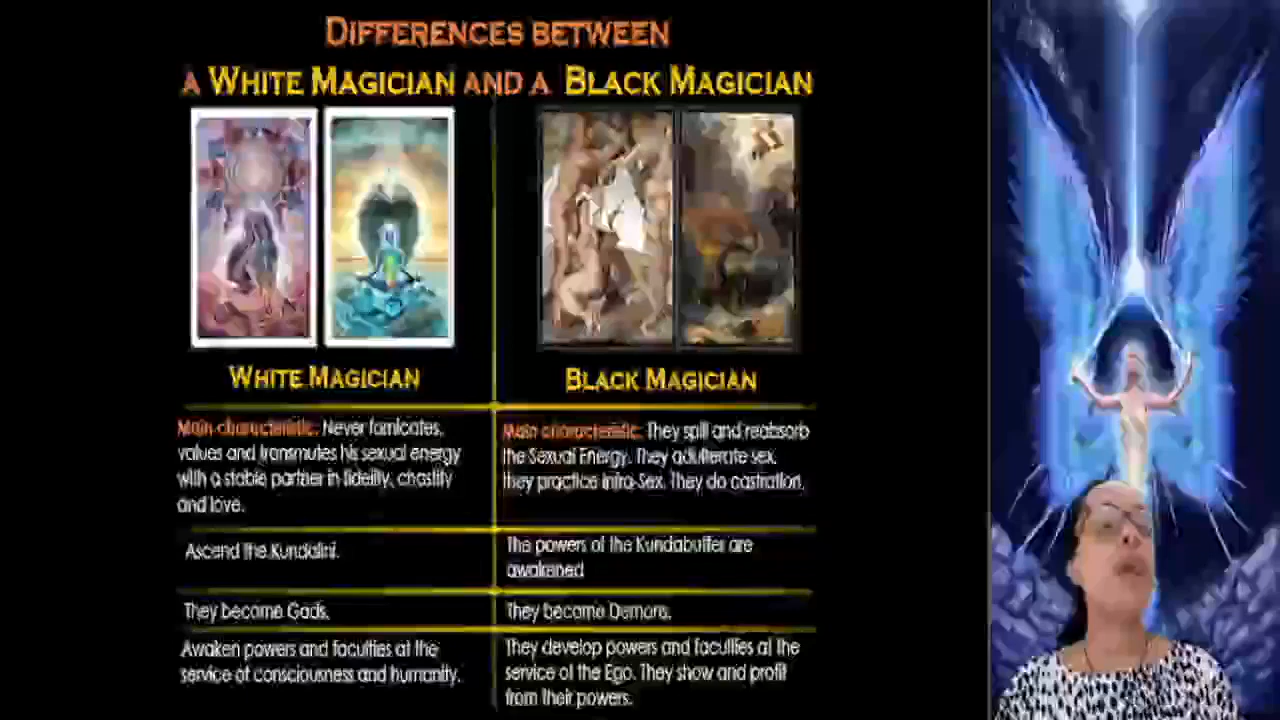 DIFFERENCES BETWEEN
A WHITE MAGICIAN AND A BLACK MAGICIAN
WHITE MAGICIAN
Main characteristic. Never fornicates,
values and transmutes his sexual energy
with a stable partner in fidelity, chastity
and love.
Ascend the Kundalini.
They become Gods.
Awaken powers and faculties at the
service of consciousness and humanity.
BLACK MAGICIAN
Main characteristic. They spill and reabsorb
the Sexual Energy. They adulterate sex,
they practice Infra-Sex. They do castration.
The powers of the Kundabuffer are
awakened
They become Demons.
They develop powers and faculties at the
service of the Ego. They show and profit
from their powers.